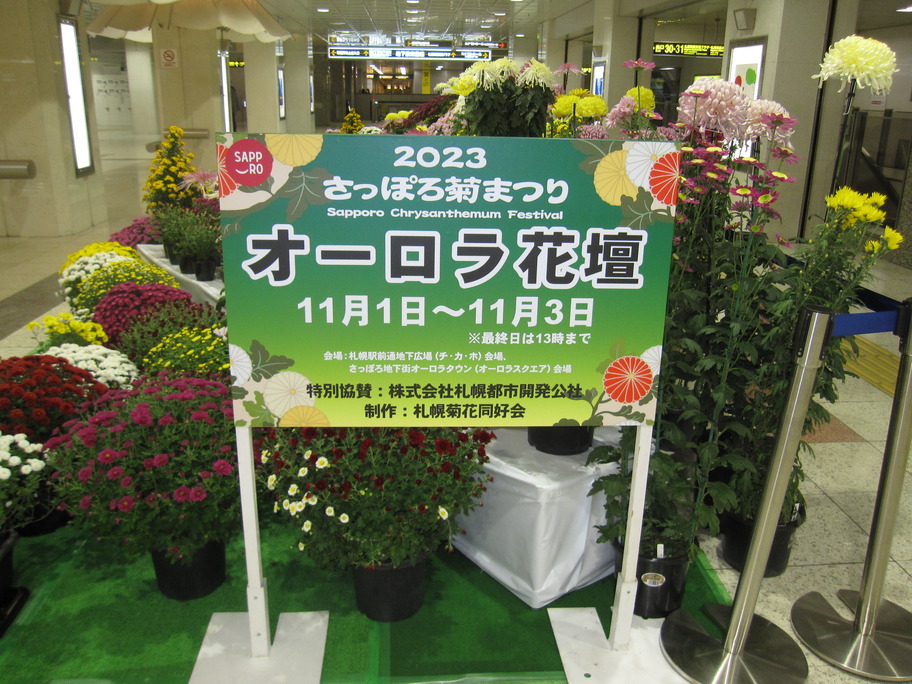 SAPP
RO
2023
さっぽろ菊まつり
Sapporo Chrysanthemum Festival
オーロラ花壇
11月1日〜11月3日
※最終日は13時まで
会場:札幌駅前通地下広場(チ・カ・ホ)会場、
さっぽろ地下街オーロラタウン(オーロラスクエア)会場
特別協賛:株式会社札幌都市開発公社
制作:札幌菊花同好会
30-31